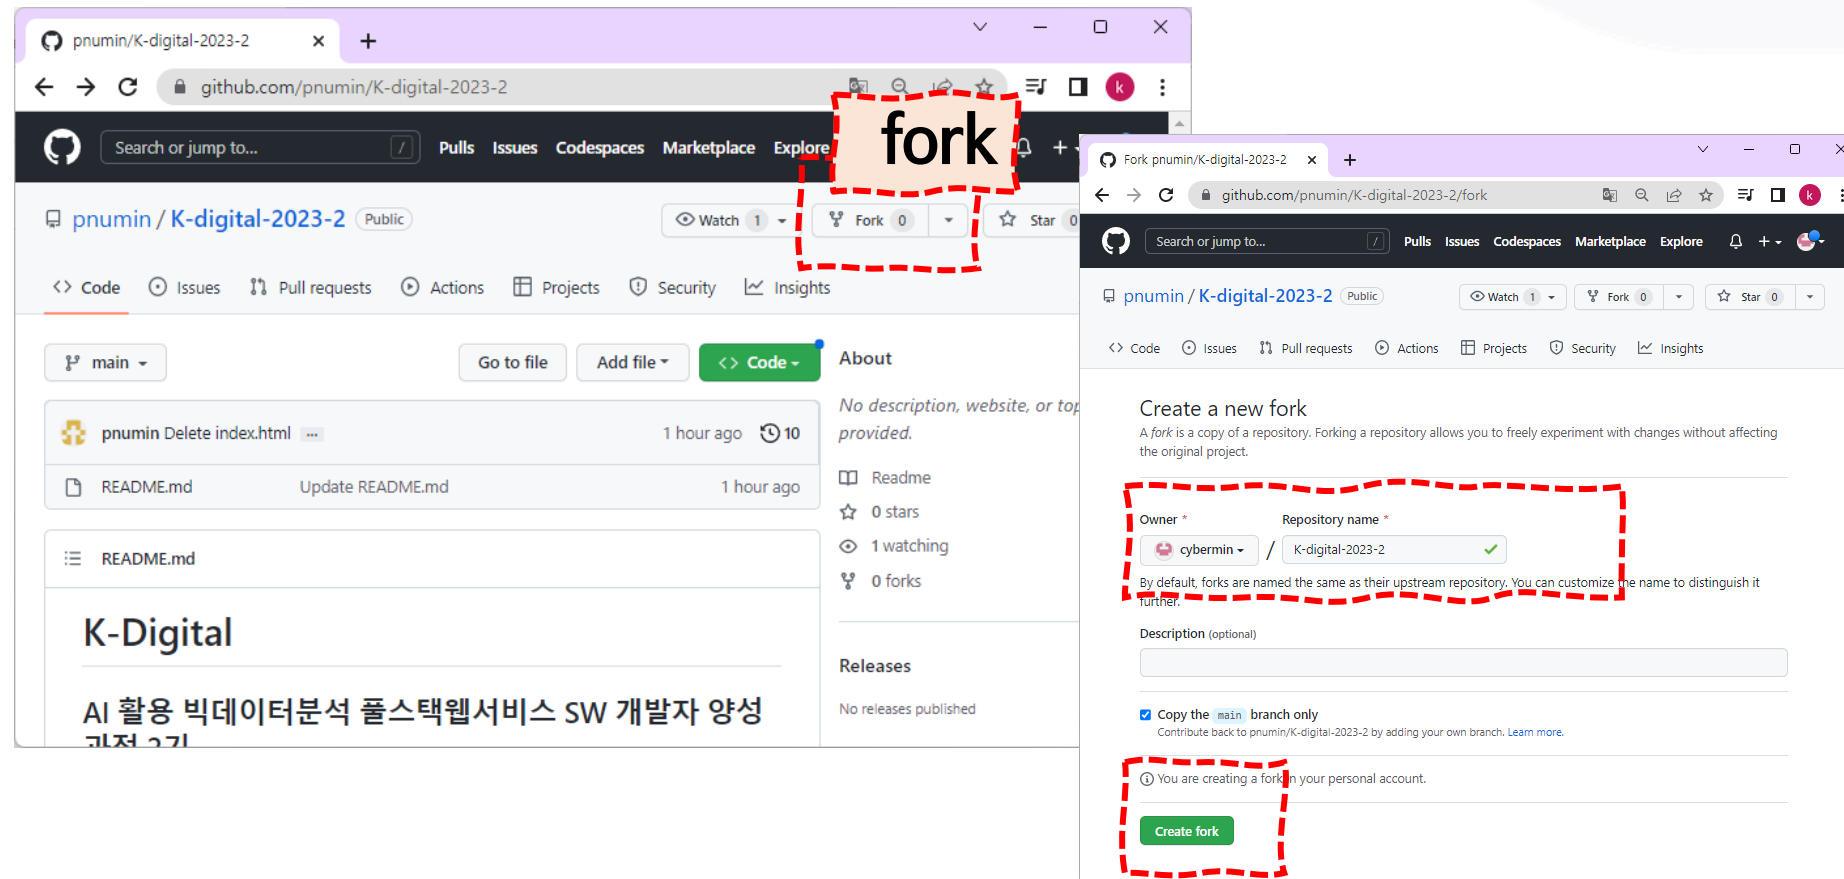 pnumin/K-digital-2023-2
github.com/pnumin/K-digital-2023-2
k
fork
Search or jump to...
/
Pulls Issues Codespaces Marketplace Explore
pnumin / K-digital-2023-2 Public
Watch 1
Fork 0
Star 0
Code Issues Pull requests Actions Projects Security Insights
main
Go to file
Add file
Code
pnumin Delete index.html ... 1 hour ago 10
README.md Update README.md 1 hour ago
README.md
K-Digital
AI 활용 빅데이터분석 풀스택웹서비스 SW 개발자 양성
About
No description, website, or
provided.
Readme
0 stars
1 watching
0 forks
Releases
No releases published
Fork pnumin/K-digital-2023-2
github.com/pnumin/K-digital-2023-2/fork
k
Search or jump to...
/
Pulls Issues Codespaces Marketplace Explore
pnumin / K-digital-2023-2 Public
Watch 1
Fork 0
Star 0
Code Issues Pull requests Actions Projects Security Insights
Create a new fork
A fork is a copy of a repository. Forking a repository allows you to freely experiment with changes without affecting
the original project.
Owner * Repository name *
cybermin / K-digital-2023-2
By default, forks are named the same as their upstream repository. You can customize the name to distinguish it
further.
Description (optional)
Copy the main branch only
Contribute back to pnumin/K-digital-2023-2 by adding your own branch. Learn more.
You are creating a fork in your personal account.
Create fork